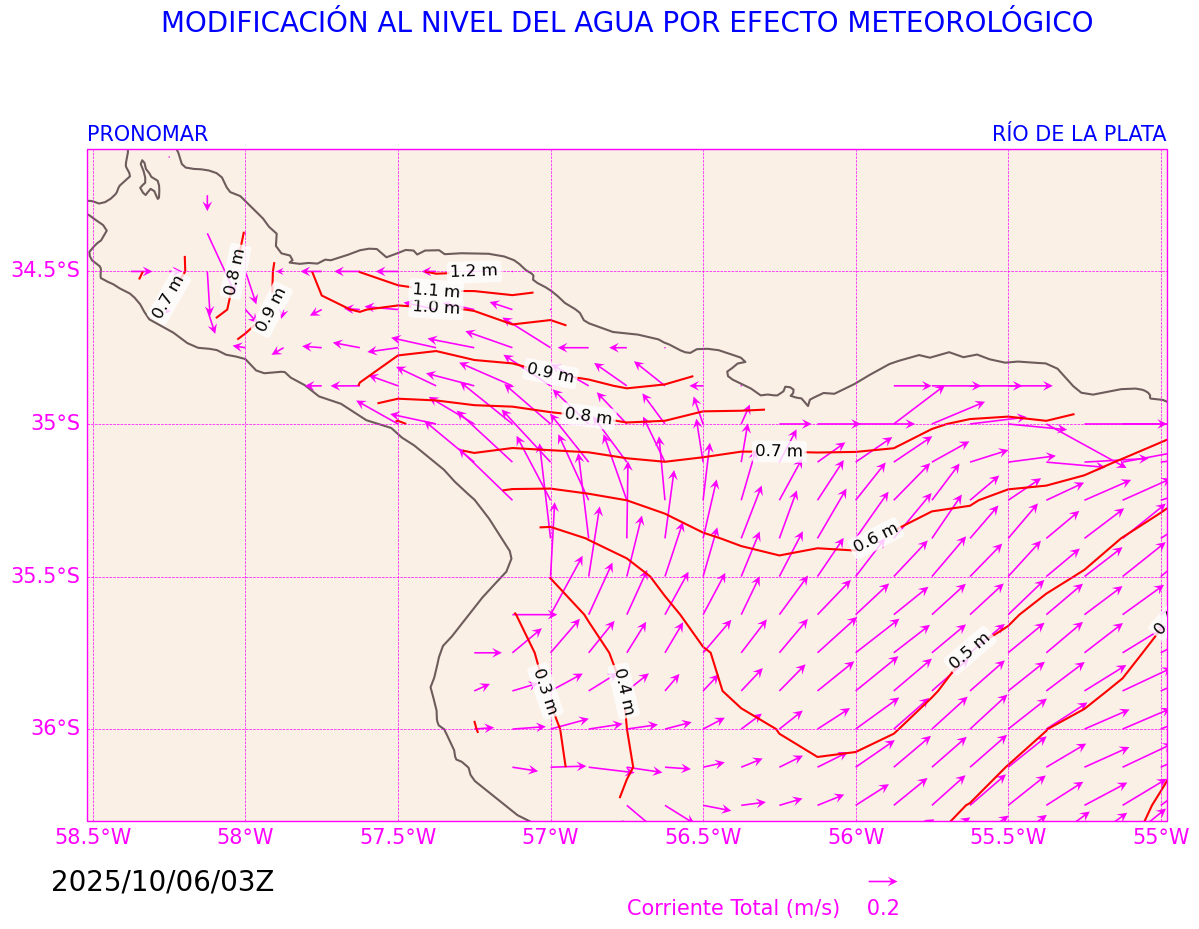 MODIFICACIÓN AL NIVEL DEL AGUA POR EFECTO METEOROLÓGICO
PRONOMAR
RÍO DE LA PLATA
34.5°S
35°S
35.5°S
36°S
1.2 m
1.1 m
1.0 m
0.7 m
0.8 m
0.9 m
0.9 m
0.8 m
0.7 m
0.6 m
0.5 m
0.4 m
0.3 m
0
58.5°W
58°W
57.5°W
57°W
56.5°W
56°W
55.5°W
55°W
2025/10/06/03Z
Corriente Total (m/s)
0.2